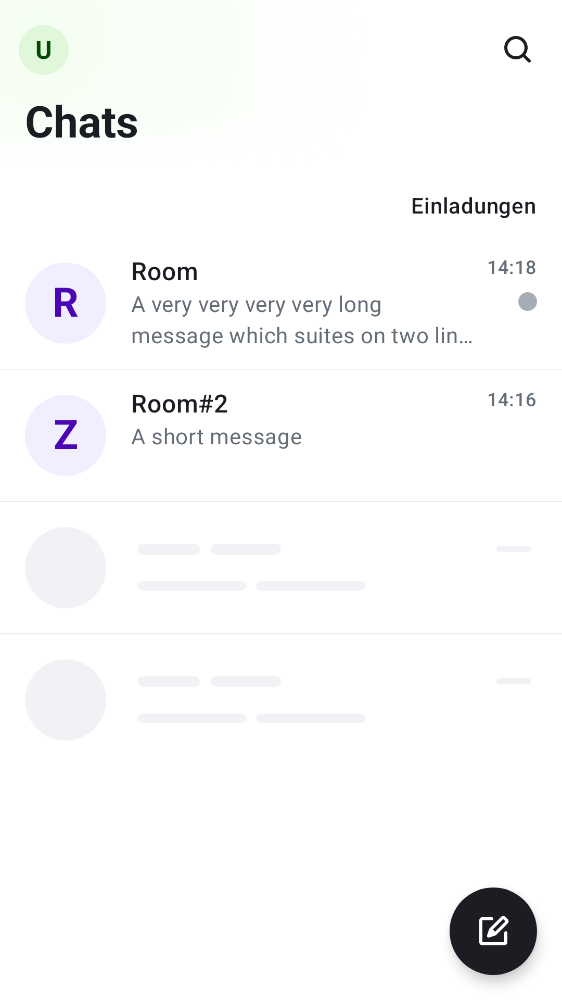 U
Chats
Einladungen
Room
14:18
A very very very very long
message which suites on two lin…
R
Room#2
14:16
A short message
Z